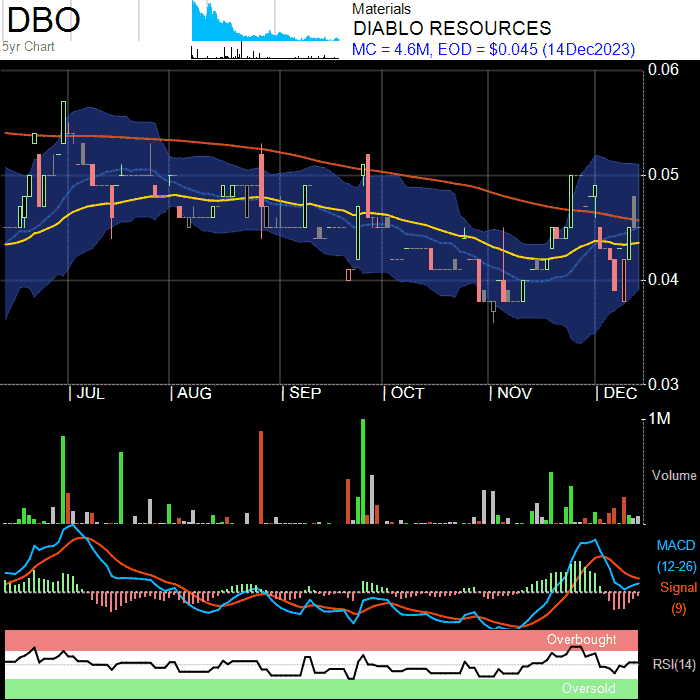 DBO
5yr Chart
Materials
DIABLO RESOURCES
MC = 4.6M, EOD = $0.045 (14Dec2023)
0.06
0.05
0.04
0.03
JUL
AUG
SEP
OCT
NOV
DEC
1M
Volume
MACD
(12-26)
Signal
(9)
Overbought
RSI(14)
Oversold